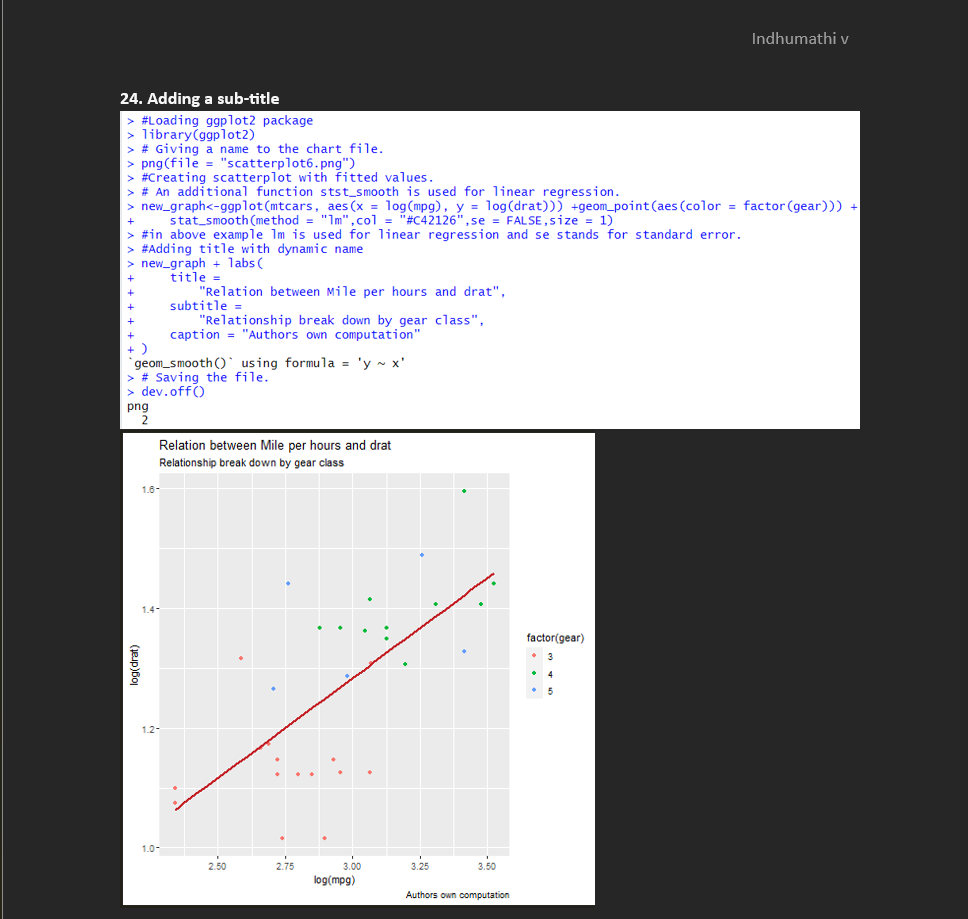 Indhumathi v
24. Adding a sub-title
> #Loading ggplot2 package
> library(ggplot2)
> # Giving a name to the chart file.
> png(file = "scatterplot6.png")
> #Creating scatterplot with fitted values.
> # An additional function stst_smooth is used for linear regression.
> new_graph<-ggplot(mtcars, aes(x = log(mpg), y = log(drat))) +geom_point(aes(color = factor(gear))) +
+     stat_smooth(method = "lm",col = "#C42126",se = FALSE,size = 1)
> #in above example lm is used for linear regression and se stands for standard error.
> #Adding title with dynamic name
> new_graph + labs(
+     title =
+         "Relation between Mile per hours and drat",
+     subtitle =
+         "Relationship break down by gear class",
+     caption = "Authors own computation"
+ )
`geom_smooth()` using formula = 'y ~ x'
> # Saving the file.
> dev.off()
png
  2
Relation between Mile per hours and drat
Relationship break down by gear class
1.6
1.4
1.2
1.0
log(drat)
2.50 2.75 3.00 3.25 3.50
log(mpg)
factor(gear)
3
4
5
Authors own computation